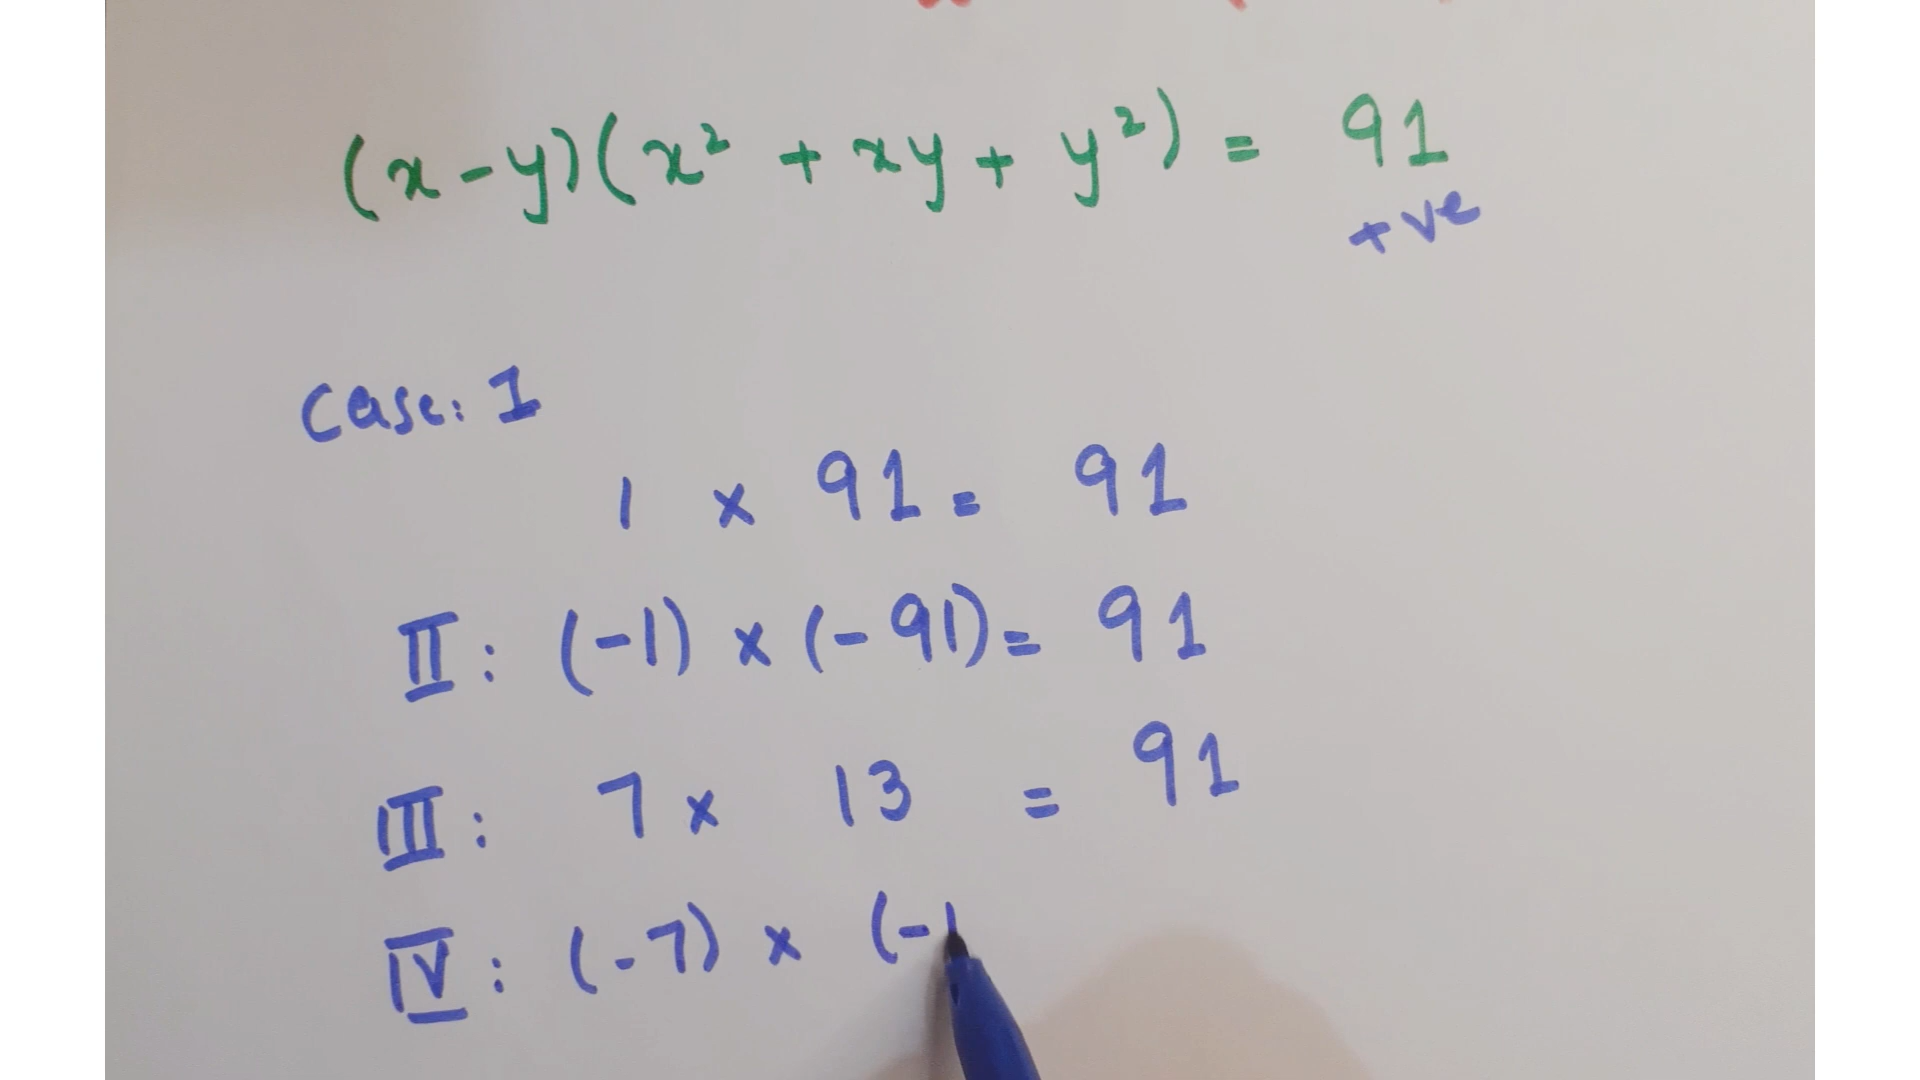 (x-y)(x² + xy + y²) = 91
+ve
Case: 1
1 x 91 = 91
II: (-1) x (-91) = 91
III: 7 x 13 = 91
IV: (-7) x (-1